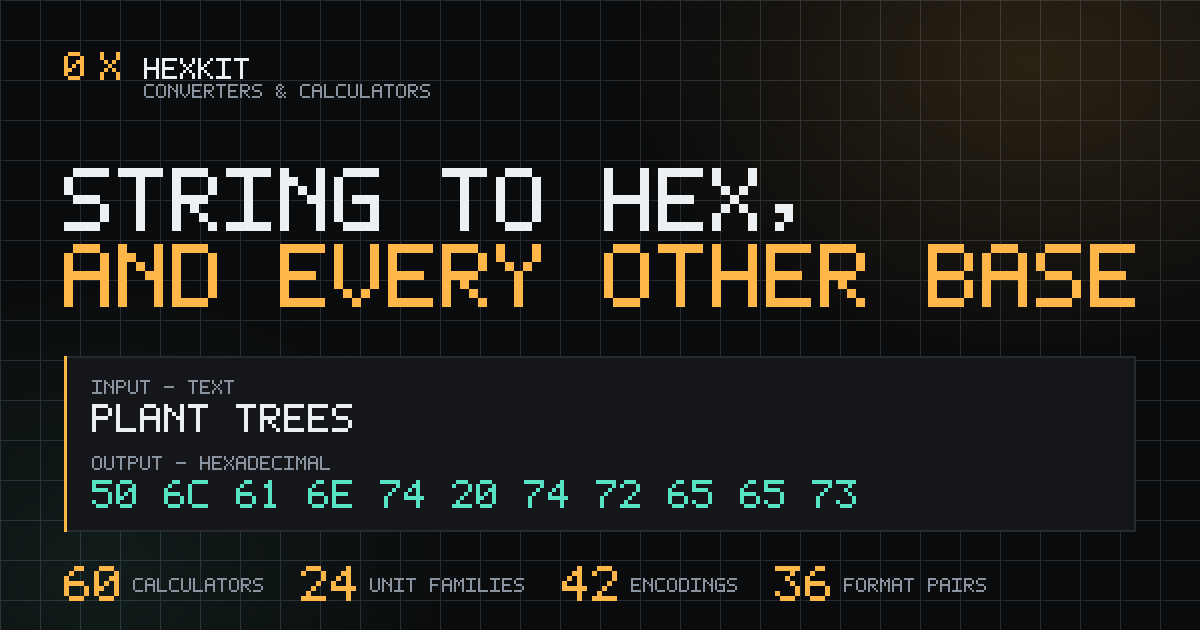 0X HEXKIT
CONVERTERS & CALCULATORS
STRING TO HEX,
AND EVERY OTHER BASE
INPUT — TEXT
PLANT TREES
OUTPUT — HEXADECIMAL
50 6C 61 6E 74 20 74 72 65 65 73
60 CALCULATORS 24 UNIT FAMILIES 42 ENCODINGS 36 FORMAT PAIRS